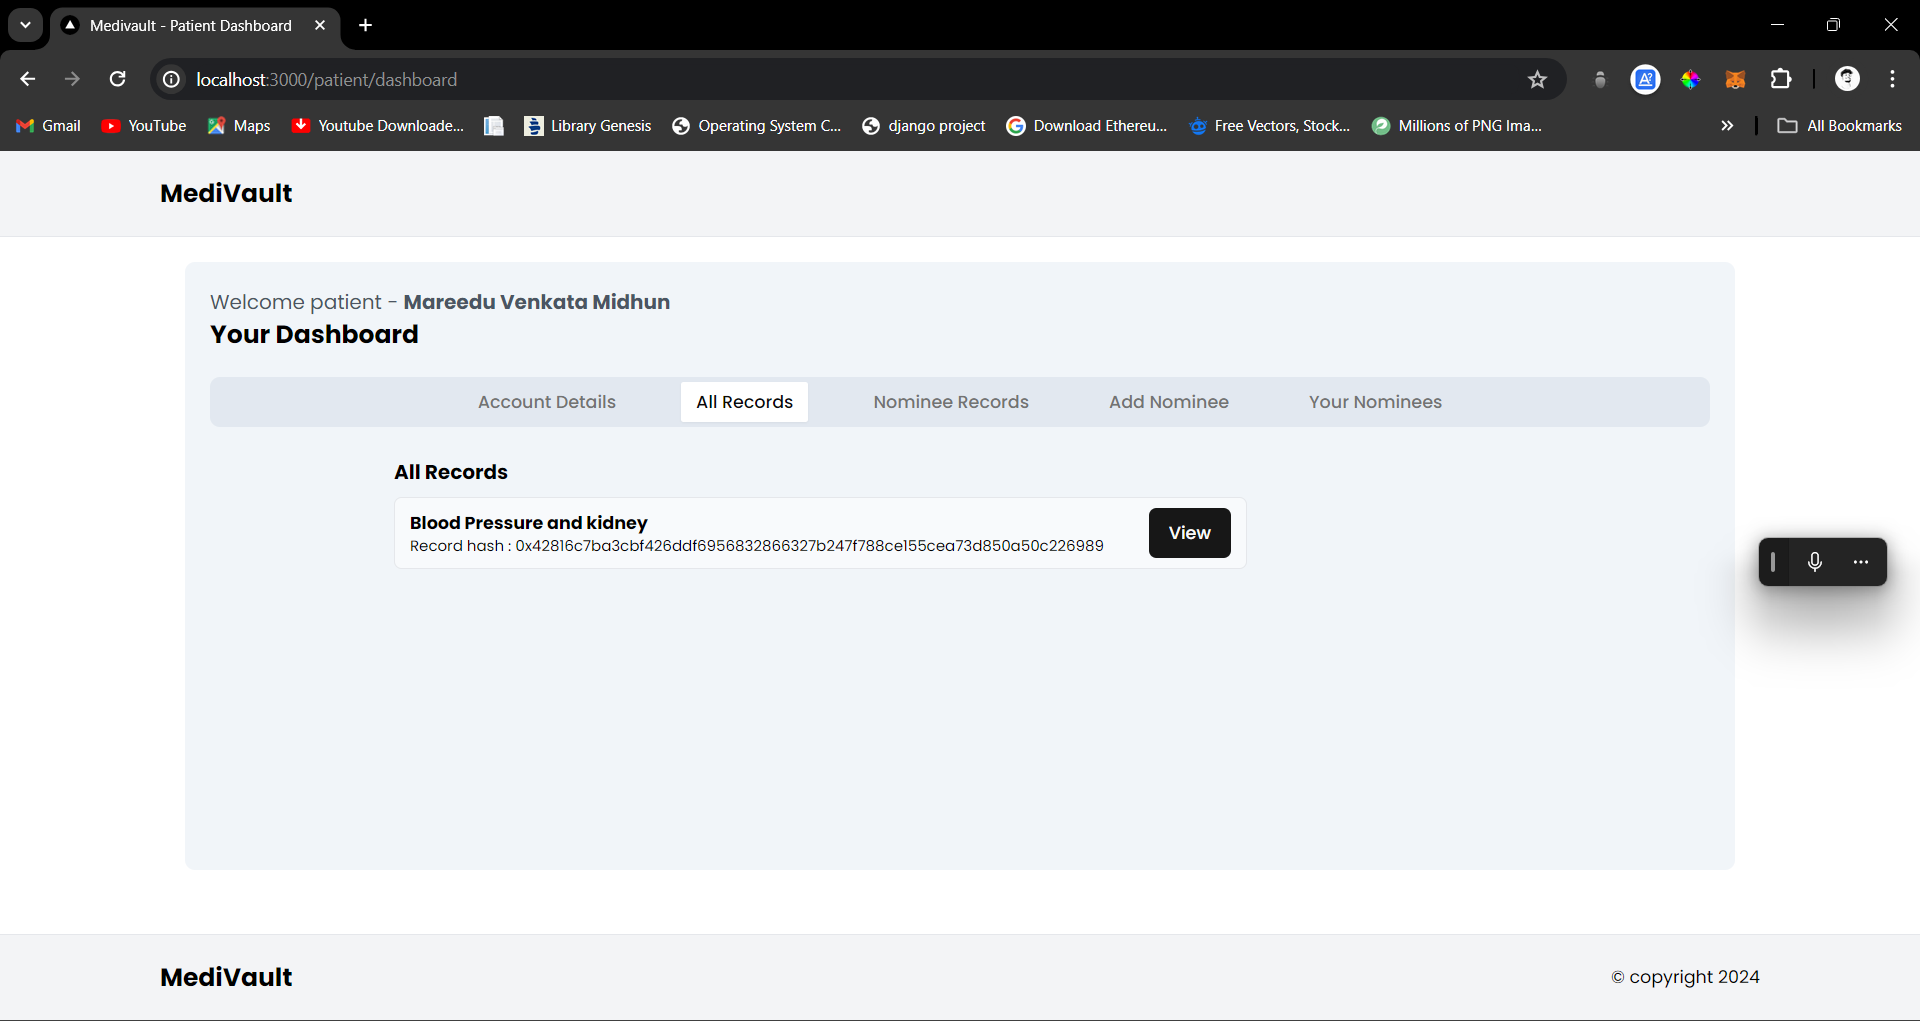 Medivault - Patient Dashboard
localhost:3000/patient/dashboard
Gmail YouTube Maps Youtube Downloade... Library Genesis Operating System C... django project Download Ethereu... Free Vectors, Stock... Millions of PNG Ima... All Bookmarks
MediVault
Welcome patient - Mareedu Venkata Midhun
Your Dashboard
Account Details All Records Nominee Records Add Nominee Your Nominees
All Records
Blood Pressure and kidney
Record hash : 0x42816c7ba3cbf426ddf6956832866327b247f788ce155cea73d850a50c226989
View
MediVault
© copyright 2024